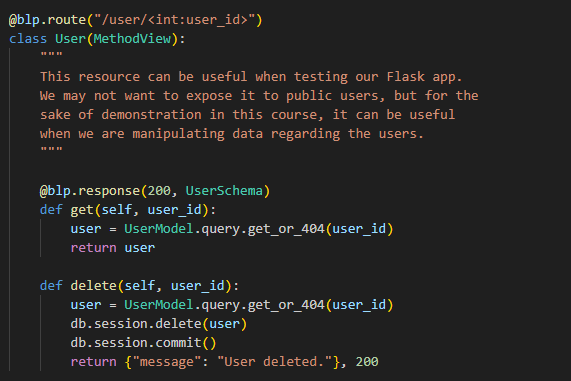 @blp.route("/user/<int:user_id>")
class User(MethodView):
    """
    This resource can be useful when testing our Flask app.
    We may not want to expose it to public users, but for the
    sake of demonstration in this course, it can be useful
    when we are manipulating data regarding the users.
    """

    @blp.response(200, UserSchema)
    def get(self, user_id):
        user = UserModel.query.get_or_404(user_id)
        return user

    def delete(self, user_id):
        user = UserModel.query.get_or_404(user_id)
        db.session.delete(user)
        db.session.commit()
        return {"message": "User deleted."}, 200